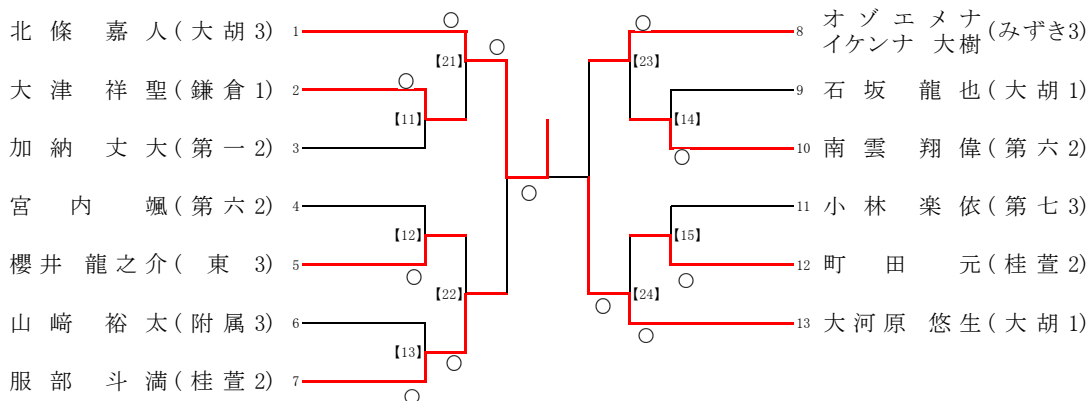 北條 嘉人(大胡3) 1
【21】
大津 祥聖(鎌倉1) 2
【11】
加納 丈大(第一2) 3
宮内 颯(第六2) 4
【12】
櫻井 龍之介(東 3) 5
【22】
山﨑 裕太(附属3) 6
【13】
服部 斗満(桂萱2) 7
8 オゾエメナ
イケンナ 大樹(みずき3)
【23】
9 石坂 龍也(大胡1)
【14】
10 南雲 翔偉(第六2)
11 小林 楽依(第七3)
【15】
12 町田 元(桂萱2)
【24】
13 大河原 悠生(大胡1)